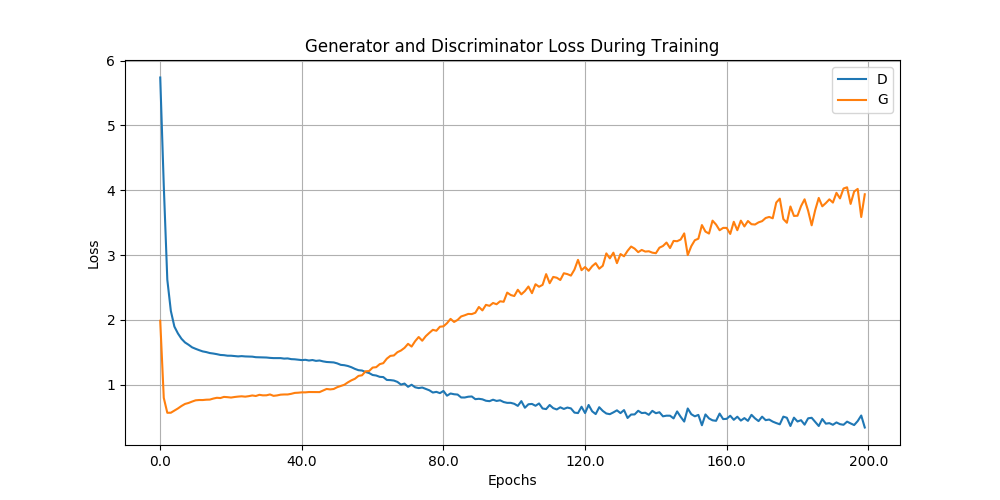 Generator and Discriminator Loss During Training
D
G
6
5
4
3
2
1
Loss
0.0 40.0 80.0 120.0 160.0 200.0
Epochs